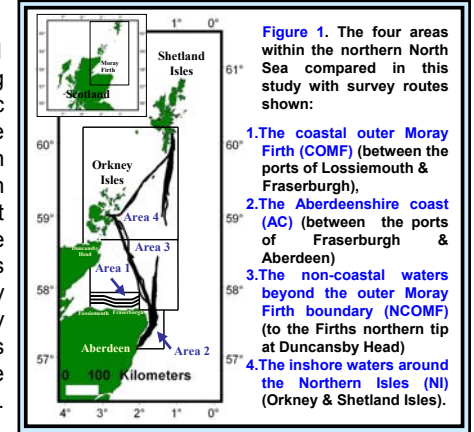 1° 0°
Moray
Firth
Scotland
Shetland
Isles
61°
60° 60°
Orkney
Isles
59° 59°
Area 4
Duncansby
Head
Area 3
Area 1
58° 58°
Lossiemouth Fraserburgh
Aberdeen
Area 2
57° 57°
0 100 Kilometers
4° 3° 2° 1° 0°
Figure 1. The four areas
within the northern North
Sea compared in this
study with survey routes
shown:
1.The coastal outer Moray
Firth (COMF) (between the
ports of Lossiemouth &
Fraserburgh),
2.The Aberdeenshire coast
(AC) (between the ports
of Fraserburgh &
Aberdeen)
3.The non-coastal waters
beyond the outer Moray
Firth boundary (NCOMF)
(to the Firths northern tip
at Duncansby Head)
4.The inshore waters around
the Northern Isles (NI)
(Orkney & Shetland Isles).